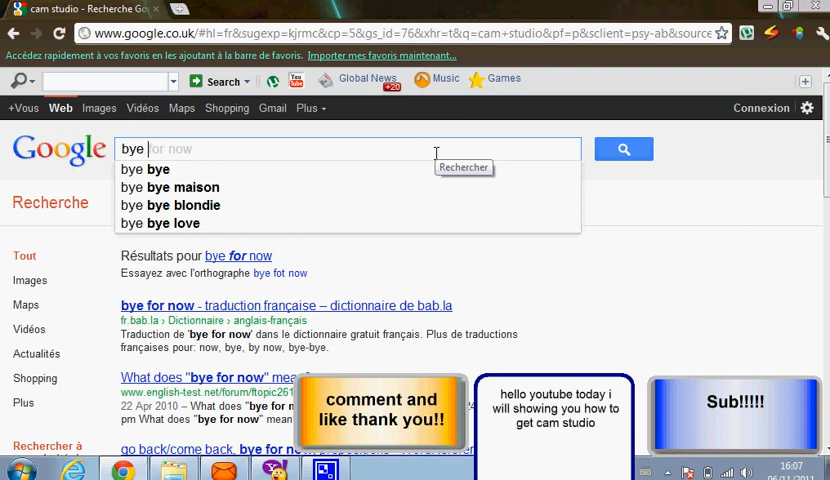 cam studio - Recherche Goo
www.google.co.uk/#hl=fr&sugexp=kjrmc&cp=5&gs_id=76&xhr=t&q=cam+studio&pf=p&sclient=psy-ab&source
Accédez rapidement à vos favoris en les ajoutant à la barre de favoris. Importer mes favoris maintenant...
Search
Global News
+20
Music
Games
+Vous Web Images Vidéos Maps Shopping Gmail Plus
Connexion
Google
bye for now
Rechercher
bye bye
bye bye maison
bye bye blondie
bye bye love
Recherche
Tout
Images
Maps
Vidéos
Actualités
Shopping
Plus
Recherche à
Résultats pour bye for now
Essayez avec l'orthographe bye fot now
bye for now - traduction française – dictionnaire de bab.la
fr.bab.la › Dictionnaire › anglais-français
Traduction de 'bye for now' dans le dictionnaire gratuit français. Plus de traductions
françaises pour: now, bye, by now, bye-bye.
What does "bye for now" mean
www.english-test.net/forum/ftopic261
22 Apr 2010 – What does "bye for n
pm What does "bye for now" mean
go back/come back,
comment and
like thank you!!
hello youtube today i
will showing you how to
get cam studio
Sub!!!!!
16:07
06/11/2011